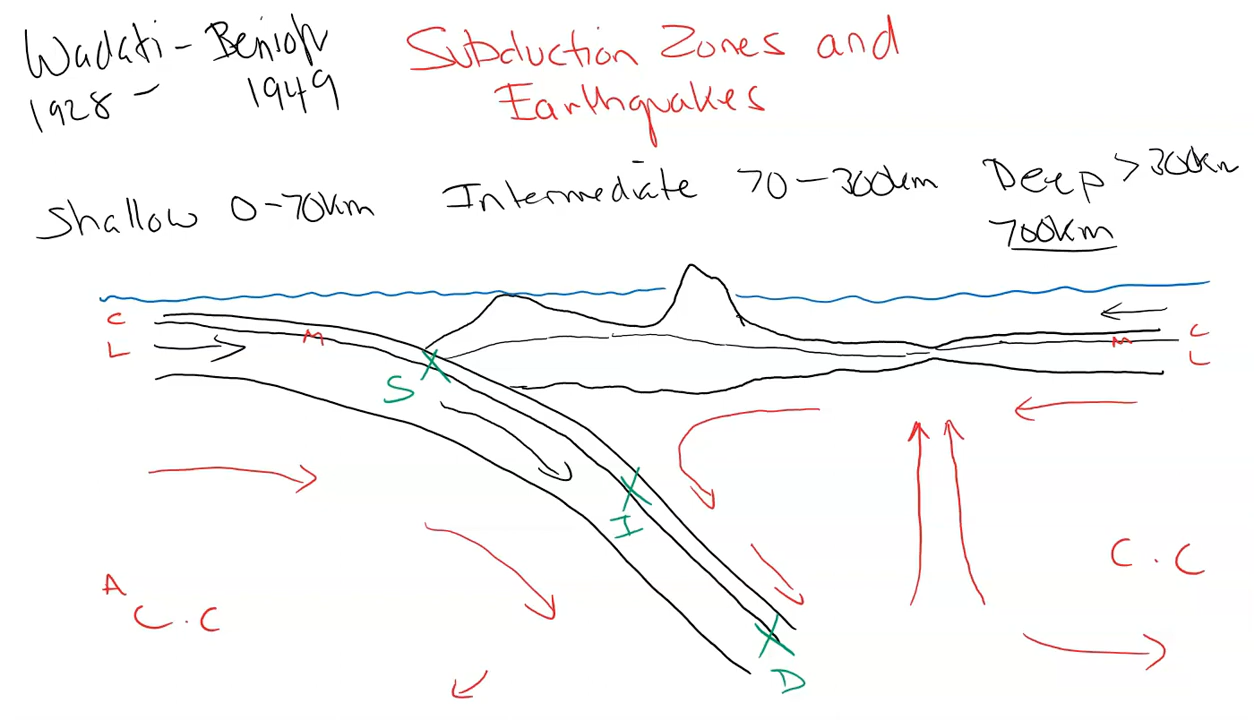 Wadati - Benioff
1928 - 1949
Subduction Zones and
Earthquakes
Shallow 0-70km
Intermediate 70-300km
Deep >300km
700km
C
L
M
S
I
D
C
M
L
A
C.C
C.C